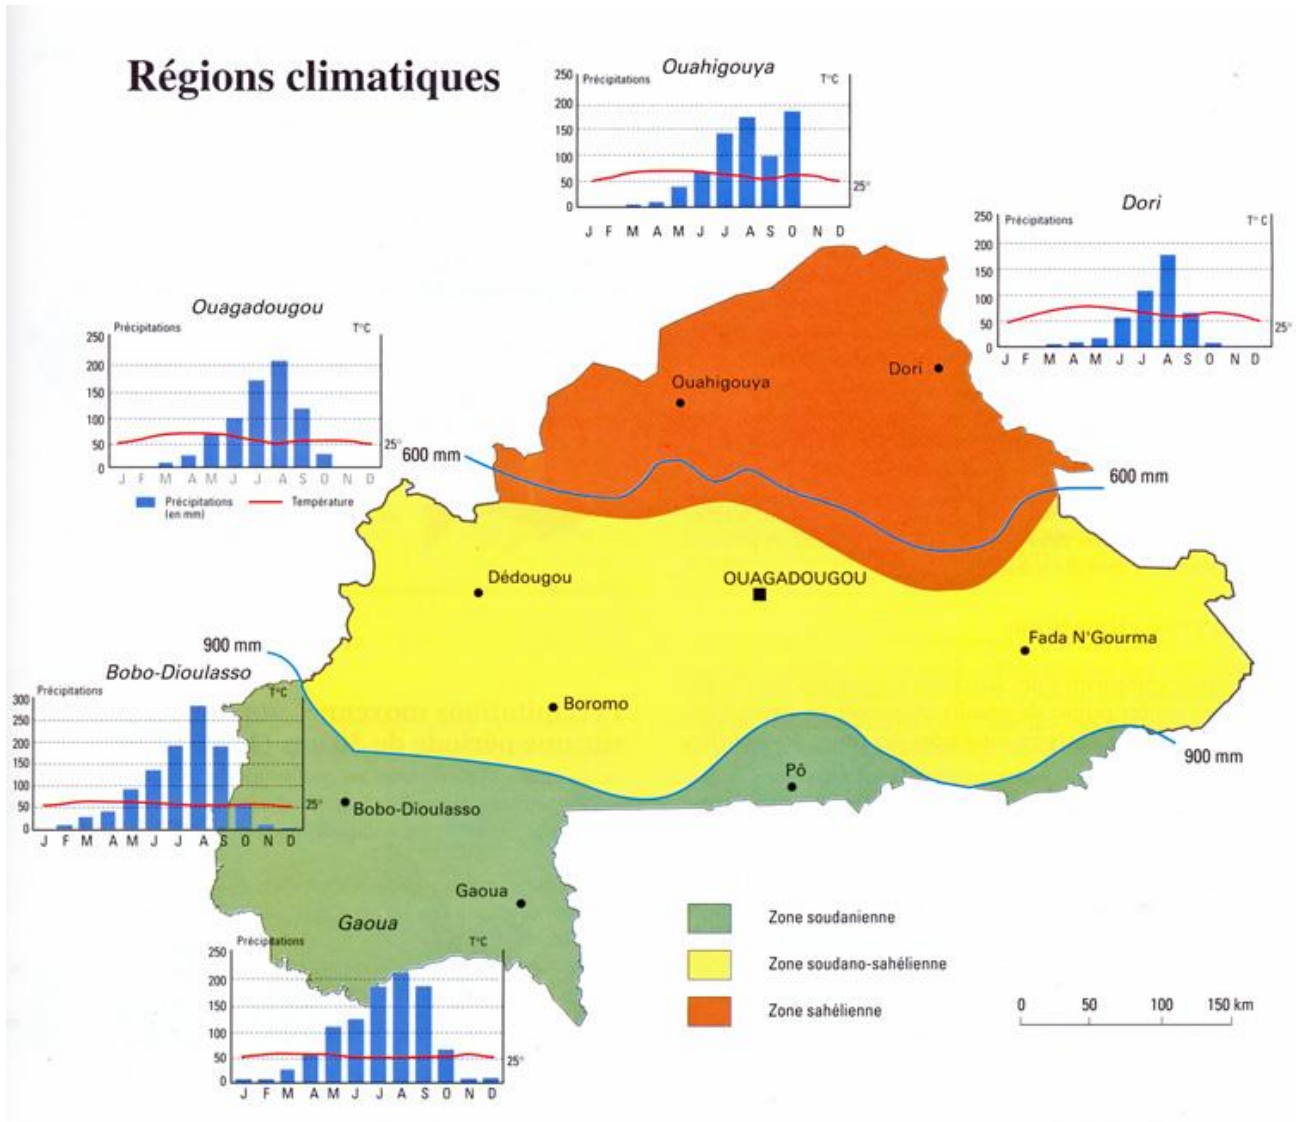 Régions climatiques
Ouahigouya
Précipitations
T°C
250
200
150
100
50
0
25°
J F M A M J J A S O N D
Dori
Précipitations
T° C
250
200
150
100
50
0
25°
J F M A M J J A S O N D
Ouagadougou
Précipitations
T°C
250
200
150
100
50
0
25°
J F M A M J J A S O N D
Précipitations
(en mm)
Température
600 mm
600 mm
Ouahigouya
Dori
Dédougou
OUAGADOUGOU
Fada N'Gourma
Boromo
900 mm
900 mm
Pô
Bobo-Dioulasso
Gaoua
Bobo-Dioulasso
Précipitations
T°C
300
250
200
150
100
50
0
25°
J F M A M J J A S O N D
Gaoua
Précipitations
T°C
250
200
150
100
50
0
25°
J F M A M J J A S O N D
Zone soudanienne
Zone soudano-sahélienne
Zone sahélienne
0 50 100 150 km